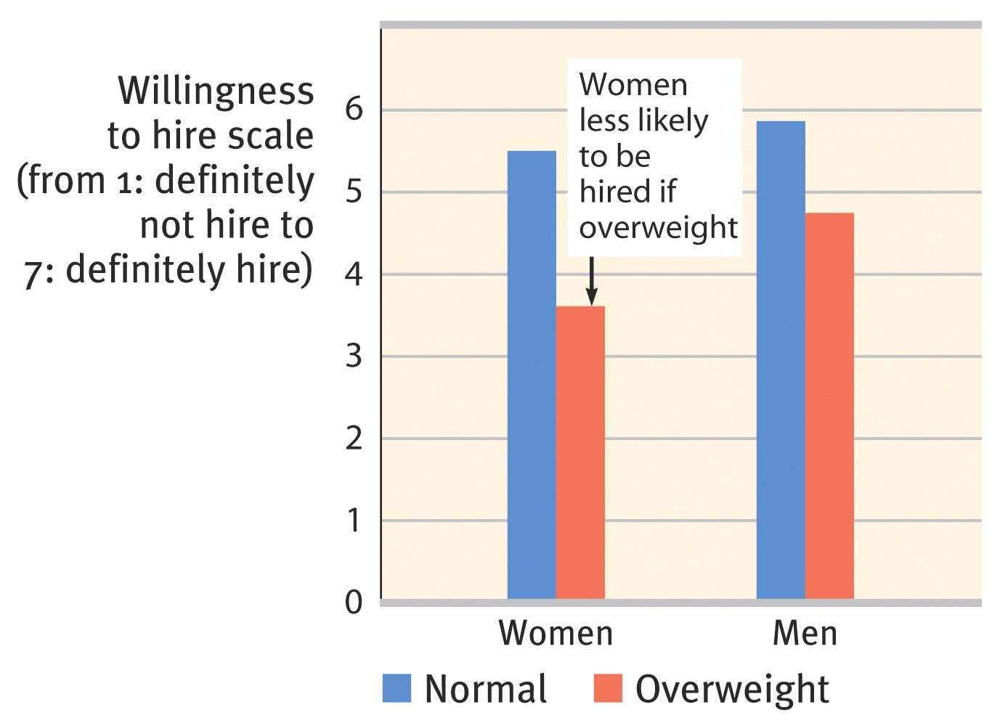 Willingness
to hire scale
(from 1: definitely
not hire to
7: definitely hire)
6
5
4
3
2
1
0
Women
less likely
to be
hired if
overweight
Women
Men
Normal
Overweight